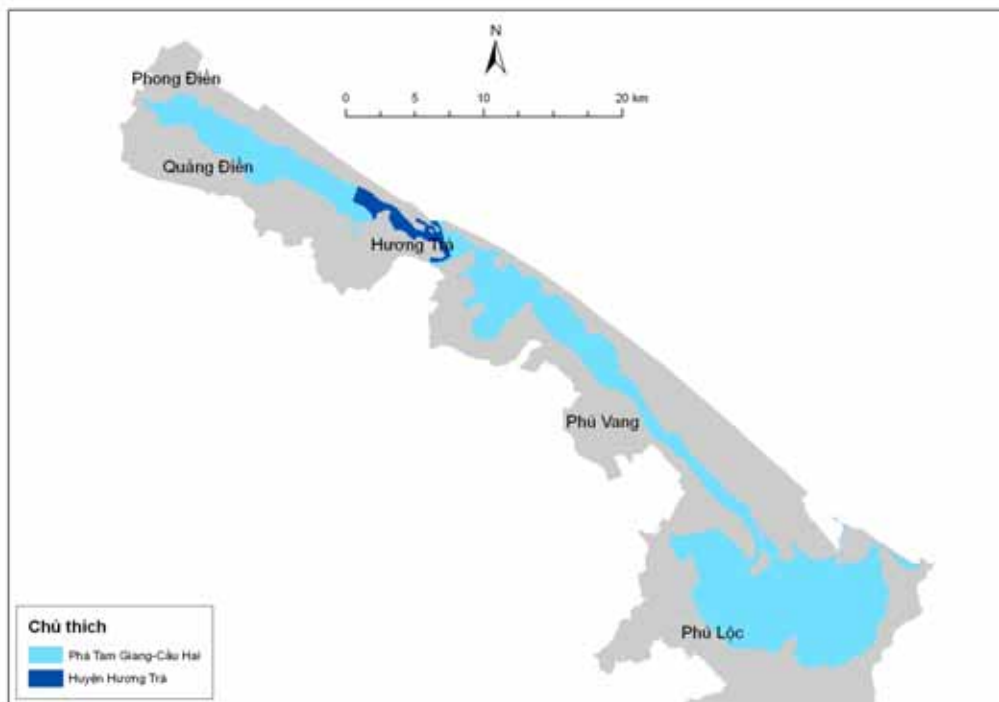 N
0 5 10 20 km
Phong Điền
Quảng Điền
Hương Trà
Phú Vang
Phú Lộc
Chú thích
Phá Tam Giang-Cầu Hai
Huyện Hương Trà